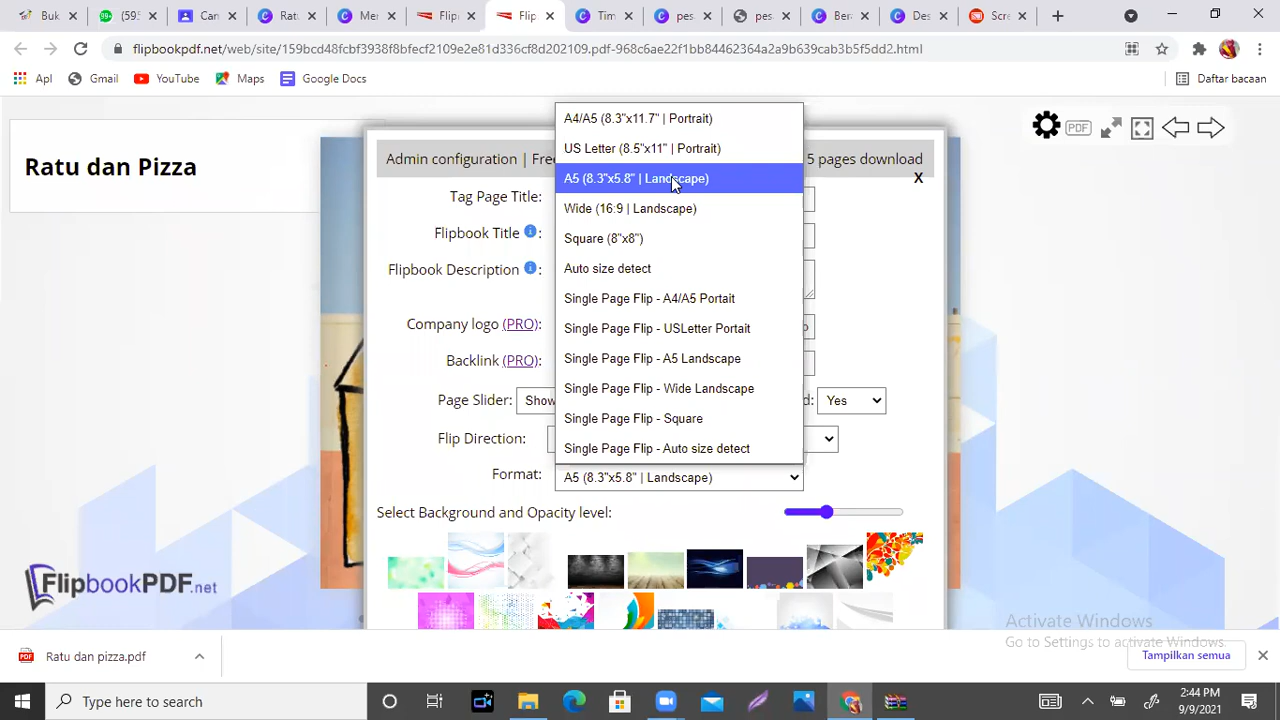 Buk
(59:
Can
Ratu
Me
Flip
Flip
Tim
pes
pes
Ber
Des
Scre
flipbookpdf.net/web/site/159bcd48fcbf3938f8bfecf2109e2e81d336cf8d202109.pdf-968c6ae22f1bb84462364a2a9b639cab3b5f5dd2.html
Apl
Gmail
YouTube
Maps
Google Docs
Daftar bacaan
Ratu dan Pizza
PDF
Admin configuration | Free
5 pages download
X
Tag Page Title:
Flipbook Title i :
Flipbook Description i :
Company logo (PRO):
Backlink (PRO):
Page Slider: Show
d: Yes
Flip Direction:
Format: A5 (8.3"x5.8" | Landscape)
A4/A5 (8.3"x11.7" | Portrait)
US Letter (8.5"x11" | Portrait)
A5 (8.3"x5.8" | Landscape)
Wide (16:9 | Landscape)
Square (8"x8")
Auto size detect
Single Page Flip - A4/A5 Portait
Single Page Flip - USLetter Portait
Single Page Flip - A5 Landscape
Single Page Flip - Wide Landscape
Single Page Flip - Square
Single Page Flip - Auto size detect
Select Background and Opacity level:
FlipbookPDF.net
Activate Windows
Go to Settings to activate Windows.
Ratu dan pizza.pdf
Tampilkan semua
Type here to search
2:44 PM
9/9/2021